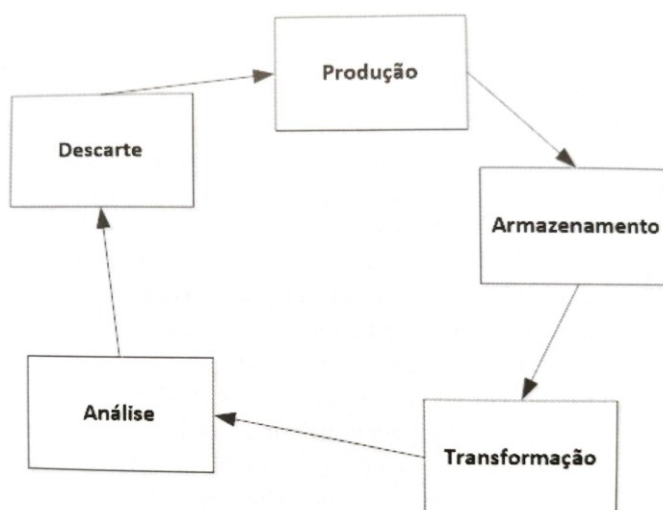 Produção
Descarte
Armazenamento
Análise
Transformação